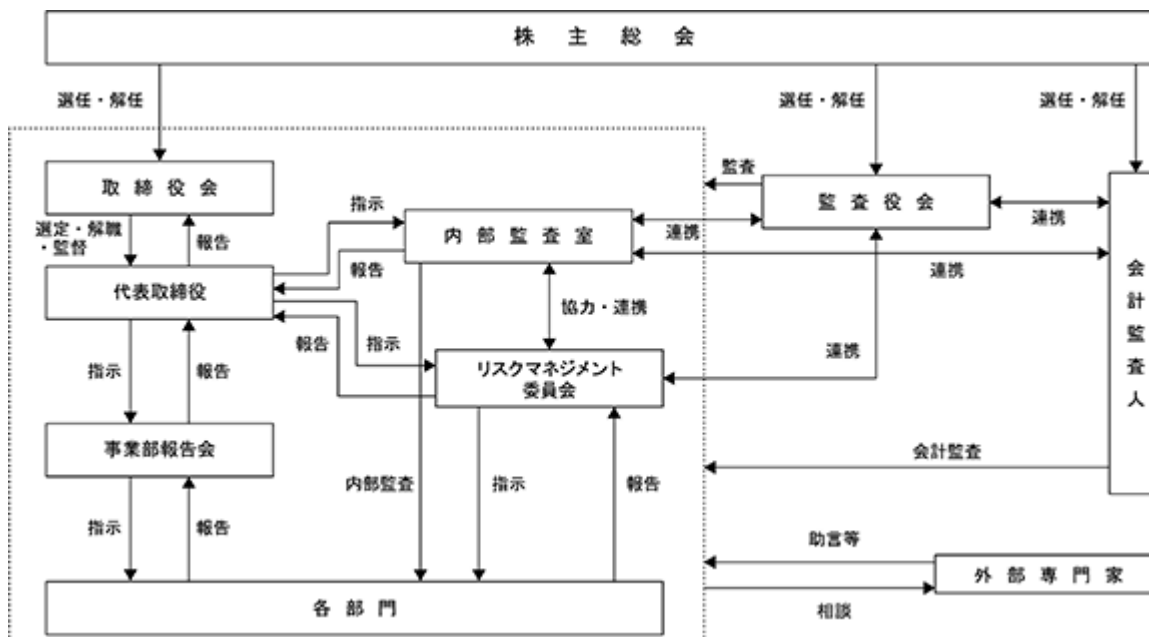 株主総会
選任・解任
選任・解任
選任・解任
取締役会
監査
監査役会
指示
内部監査室
連携
連携
選定・解職
・監督
報告
報告
連携
代表取締役
会計監査人
協力・連携
報告
指示
連携
指示
報告
リスクマネジメント
委員会
事業部報告会
会計監査
内部監査
指示
報告
指示
報告
助言等
外部専門家
各部門
相談